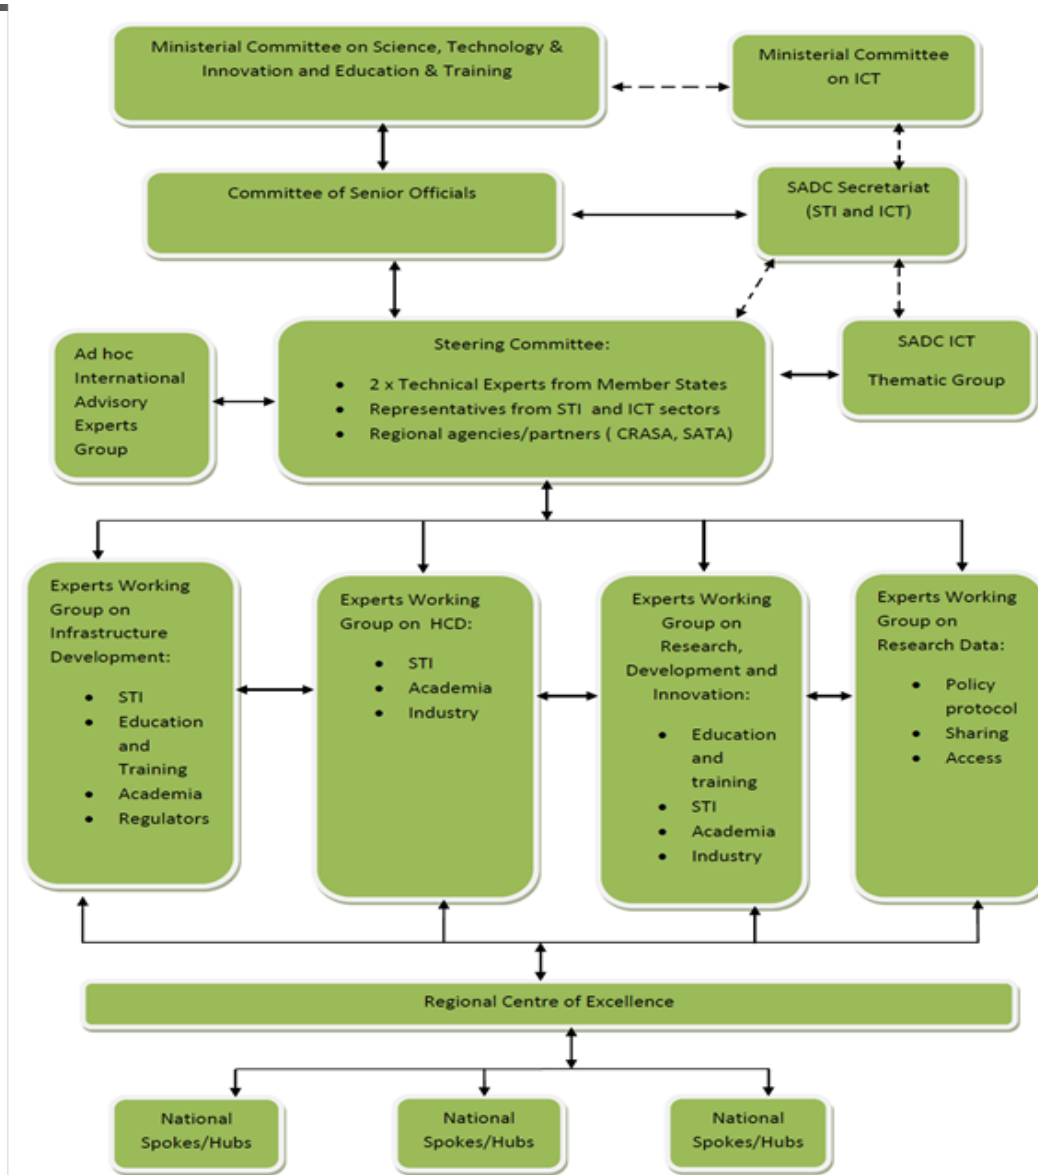 Ministerial Committee on Science, Technology &
Innovation and Education & Training
Ministerial Committee
on ICT
Committee of Senior Officials
SADC Secretariat
(STI and ICT)
Ad hoc
International
Advisory
Experts
Group
Steering Committee:
• 2 x Technical Experts from Member States
• Representatives from STI and ICT sectors
• Regional agencies/partners ( CRASA, SATA)
SADC ICT
Thematic Group
Experts Working
Group on
Infrastructure
Development:
• STI
• Education
and
Training
• Academia
• Regulators
Experts Working
Group on HCD:
• STI
• Academia
• Industry
Experts Working
Group on
Research,
Development and
Innovation:
• Education
and
training
• STI
• Academia
• Industry
Experts Working
Group on
Research Data:
• Policy
protocol
• Sharing
• Access
Regional Centre of Excellence
National
Spokes/Hubs
National
Spokes/Hubs
National
Spokes/Hubs